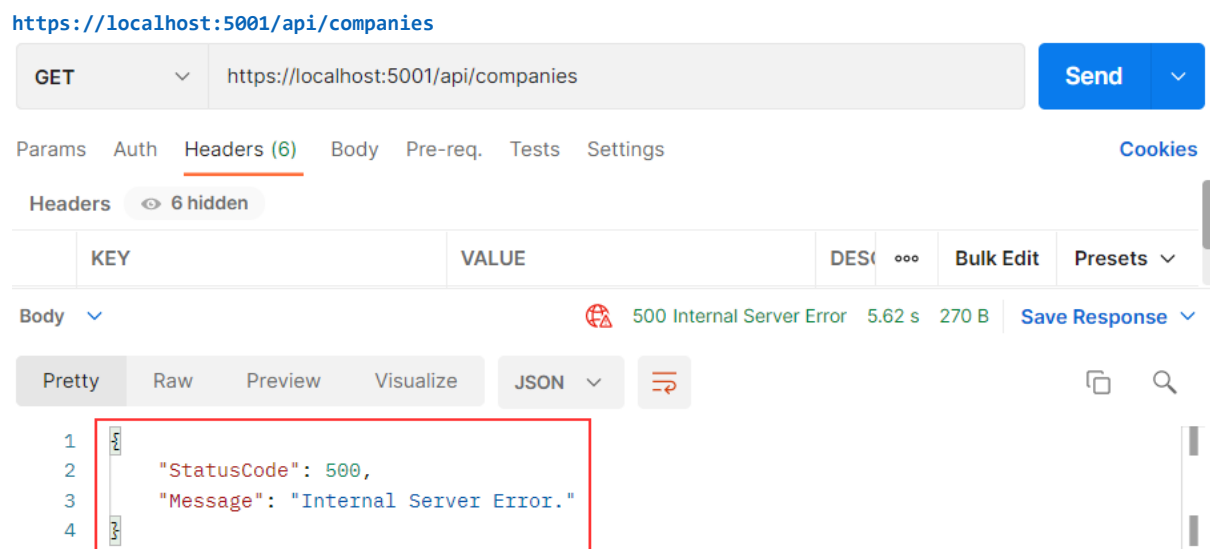 https://localhost:5001/api/companies
GET https://localhost:5001/api/companies Send
Params Auth Headers (6) Body Pre-req. Tests Settings Cookies
Headers 6 hidden
KEY VALUE DESC ooo Bulk Edit Presets
Body 500 Internal Server Error 5.62 s 270 B Save Response
Pretty Raw Preview Visualize JSON
1 {
2 "StatusCode": 500,
3 "Message": "Internal Server Error."
4 }